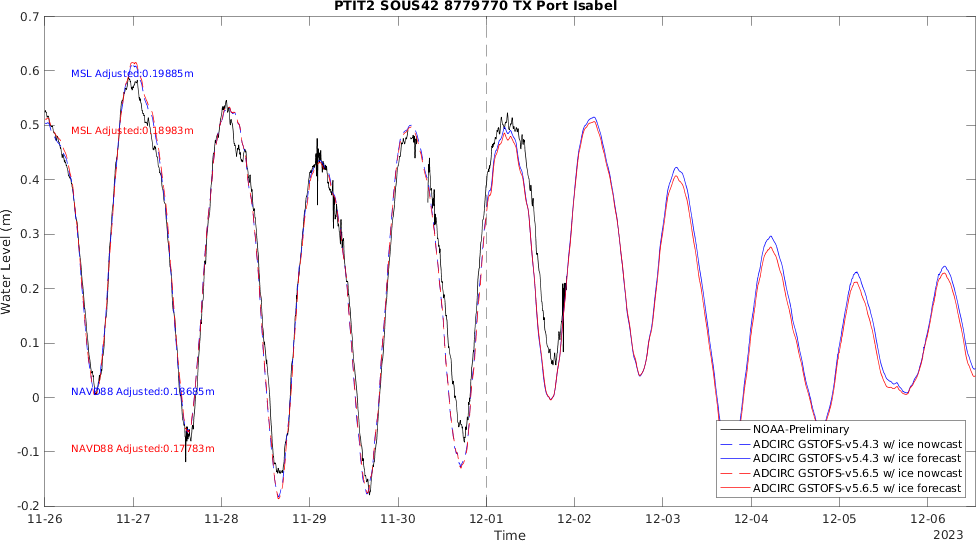 PTIT2 SOUS42 8779770 TX Port Isabel
0.7
0.6
0.5
0.4
0.3
0.2
0.1
0
-0.1
-0.2
Water Level (m)
MSL Adjusted:0.19885m
MSL Adjusted:0.18983m
NAVD88 Adjusted:0.18685m
NAVD88 Adjusted:0.17783m
NOAA-Preliminary
ADCIRC GSTOFS-v5.4.3 w/ ice nowcast
ADCIRC GSTOFS-v5.4.3 w/ ice forecast
ADCIRC GSTOFS-v5.6.5 w/ ice nowcast
ADCIRC GSTOFS-v5.6.5 w/ ice forecast
11-26 11-27 11-28 11-29 11-30 12-01 12-02 12-03 12-04 12-05 12-06
Time
2023